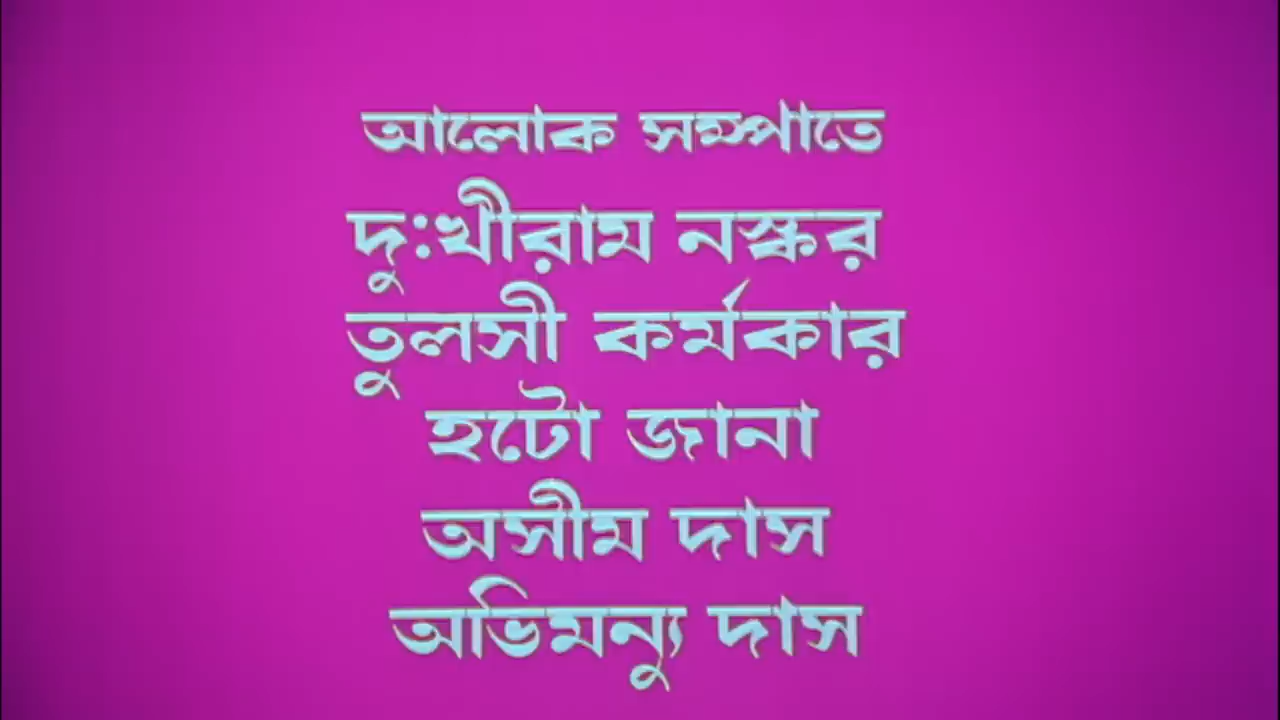 আলোক সম্পাতে
দু:খীরাম নস্কর
তুলসী কর্মকার
হটো জানা
অসীম দাস
অভিমন্যু দাস